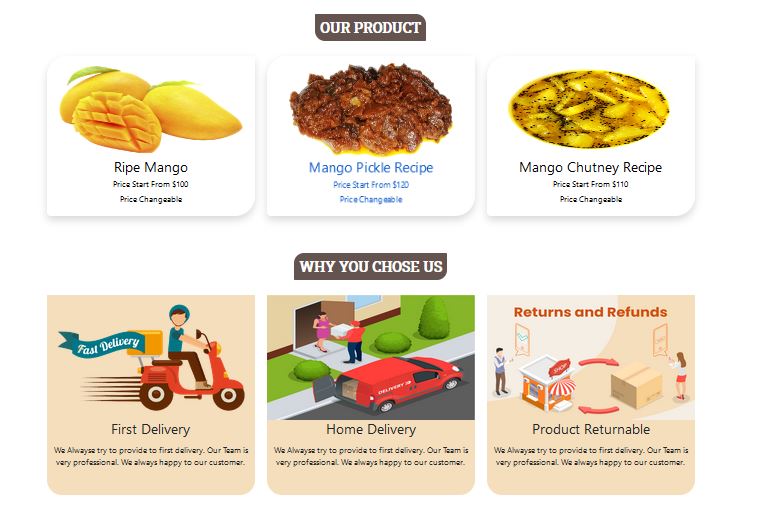 OUR PRODUCT
Ripe Mango
Price Start From $100
Price Changeable
Mango Pickle Recipe
Price Start From $120
Price Changeable
Mango Chutney Recipe
Price Start From $110
Price Changeable
WHY YOU CHOSE US
Fast Delivery
First Delivery
We Alwayse try to provide to first delivery. Our Team is
very professional. We always happy to our customer.
DELIVERY
Home Delivery
We Alwayse try to provide to first delivery. Our Team is
very professional. We always happy to our customer.
Returns and Refunds
SHOP
Product Returnable
We Alwayse try to provide to first delivery. Our Team is
very professional. We always happy to our customer.